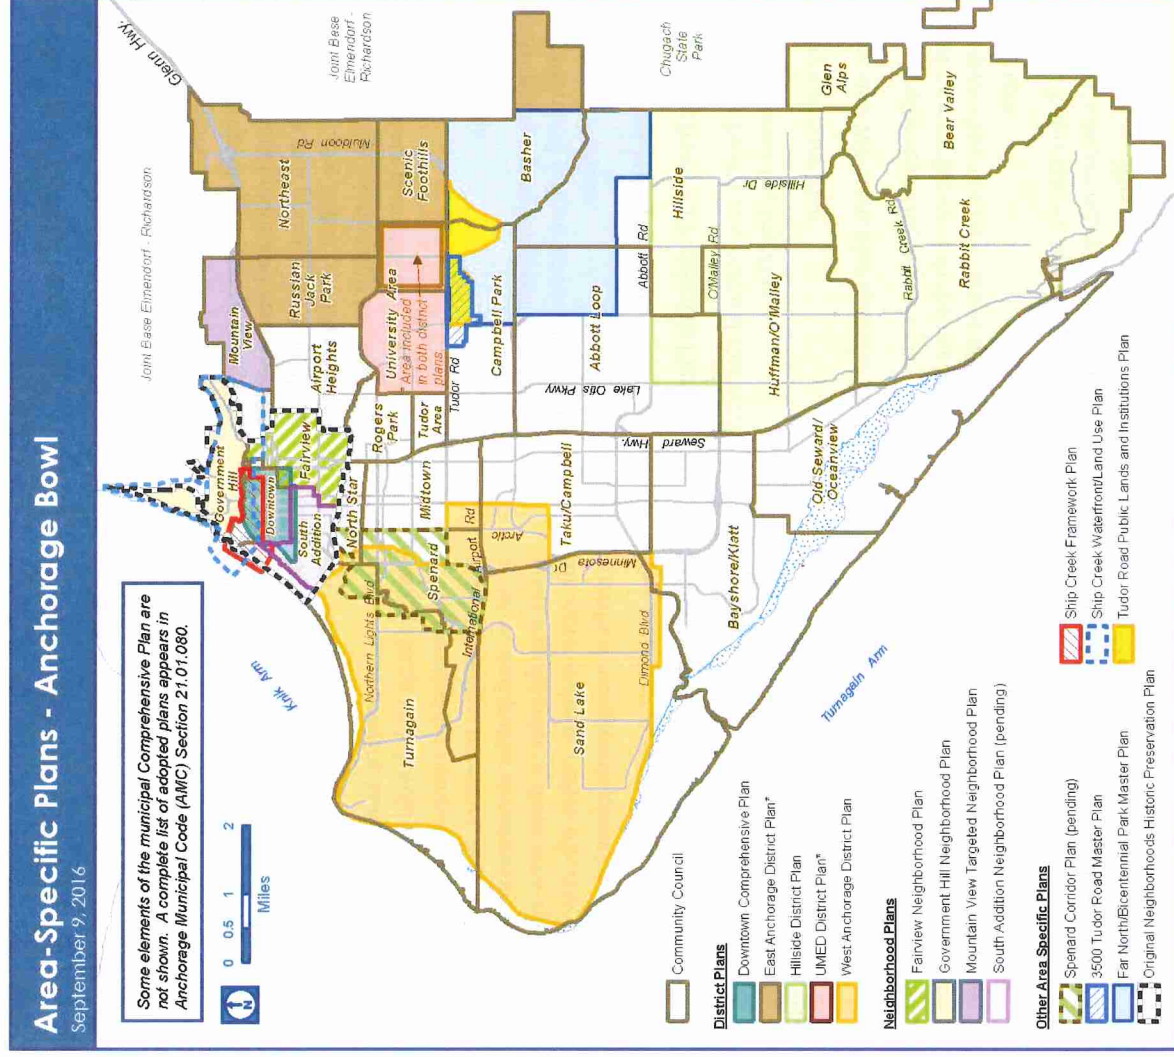 Area-Specific Plans - Anchorage Bowl
September 9, 2016
Some elements of the municipal Comprehensive Plan are
not shown. A complete list of adopted plans appears in
Anchorage Municipal Code (AMC) Section 21.01.080.
N
0 0.5 1 2
Miles
Glenn Hwy.
Joint Base Elmendorf - Richardson
Joint Base
Elmendorf -
Richardson
Chugach
State
Park
Knik Arm
Turnagain Arm
Government
Hill
Mountain
View
Northeast
Muldoon Rd
Downtown
Fairview
Airport
Heights
Russian
Jack
Park
Scenic
Foothills
South
Addition
North Star
Rogers
Park
University Area
*Area included
in both district
plans.
Tudor
Area
Tudor Rd
Midtown
Northern Lights Blvd
Spenard
Turnagain
International Airport Rd
Arctic
Campbell Park
Basher
Taku/Campbell
Minnesota Dr
Seward Hwy.
Lake Otis Pkwy
Abbott Loop
Abbott Rd
Sand Lake
Dimond Blvd
Bayshore/Klatt
Hillside
Hillside Dr
O'Malley Rd
Huffman/O'Malley
Old Seward/
Oceanview
Glen
Alps
Bear Valley
Rabbit Creek Rd
Rabbit Creek
Community Council
District Plans
Downtown Comprehensive Plan
East Anchorage District Plan*
Hillside District Plan
UMED District Plan*
West Anchorage District Plan
Neighborhood Plans
Fairview Neighborhood Plan
Government Hill Neighborhood Plan
Mountain View Targeted Neighborhood Plan
South Addition Neighborhood Plan (pending)
Other Area Specific Plans
Spenard Corridor Plan (pending)
3500 Tudor Road Master Plan
Far North/Bicentennial Park Master Plan
Original Neighborhoods Historic Preservation Plan
Ship Creek Framework Plan
Ship Creek Waterfront/Land Use Plan
Tudor Road Public Lands and Institutions Plan